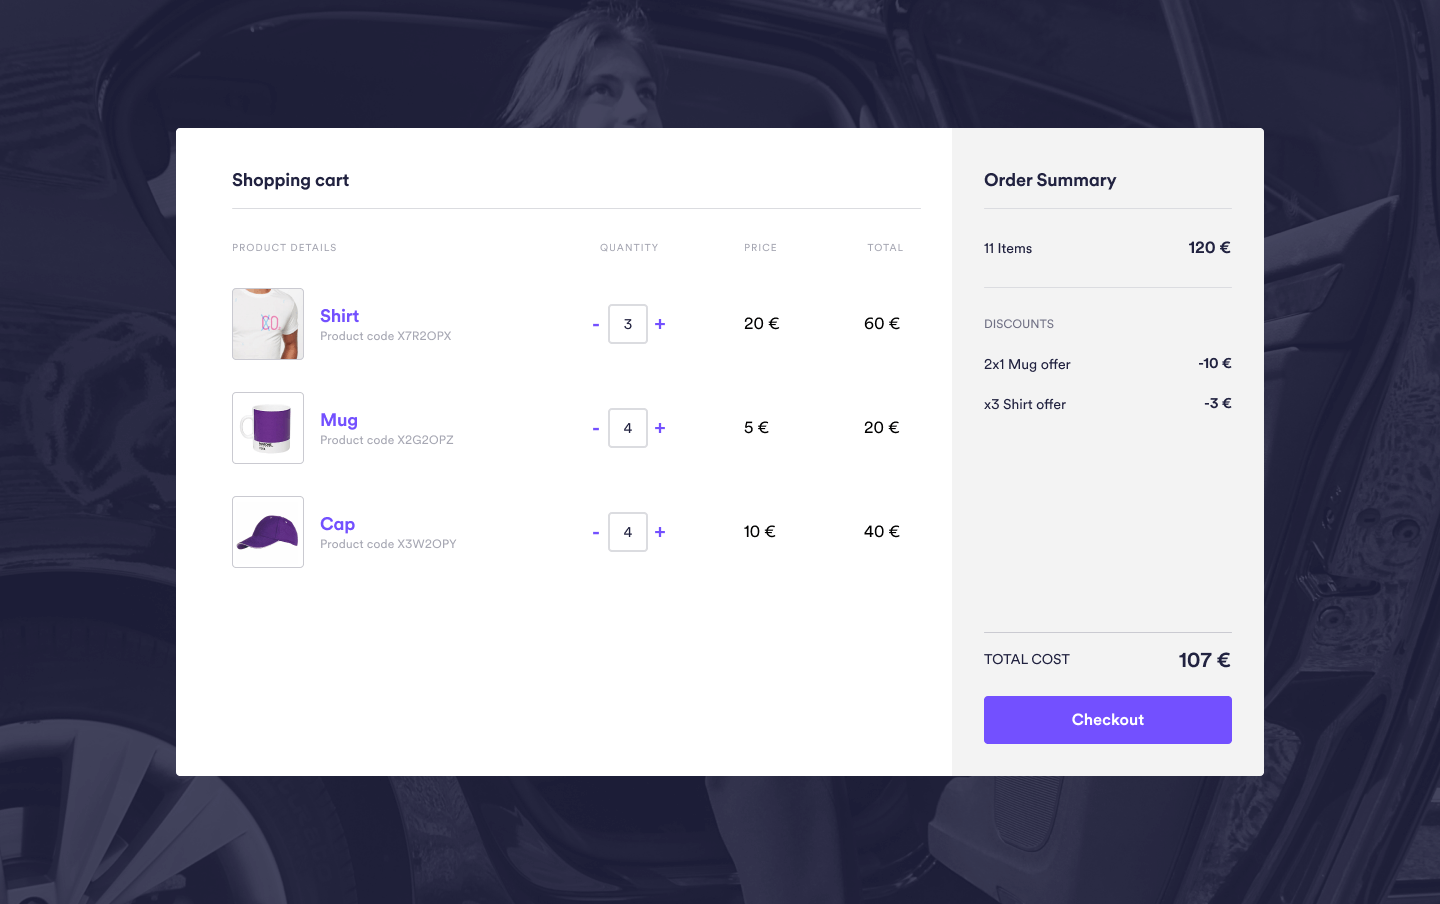 Shopping cart
PRODUCT DETAILS QUANTITY PRICE TOTAL
Shirt
Product code X7R2OPX
- 3 + 20 € 60 €
Mug
Product code X2G2OPZ
- 4 + 5 € 20 €
Cap
Product code X3W2OPY
- 4 + 10 € 40 €
Order Summary
11 Items 120 €
DISCOUNTS
2x1 Mug offer -10 €
x3 Shirt offer -3 €
TOTAL COST 107 €
Checkout